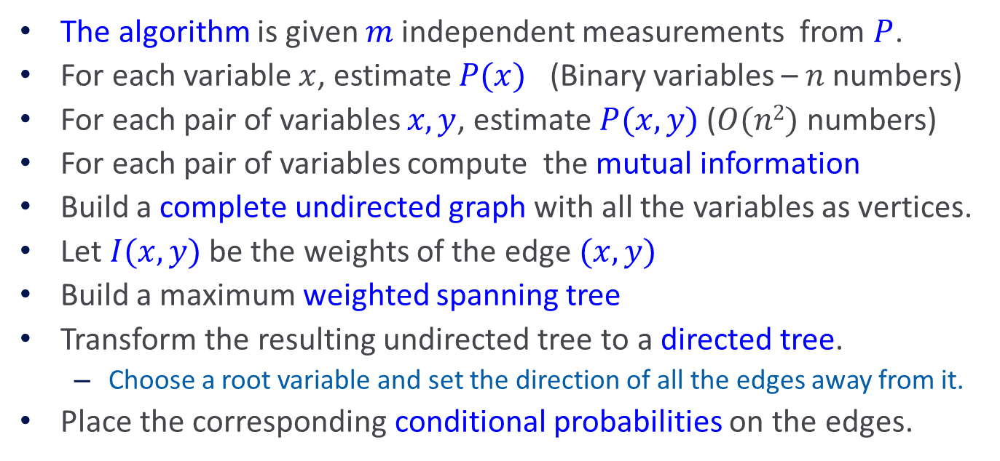 • The algorithm is given m independent measurements from P.
• For each variable x, estimate P(x) (Binary variables – n numbers)
• For each pair of variables x, y, estimate P(x, y) (O(n²) numbers)
• For each pair of variables compute the mutual information
• Build a complete undirected graph with all the variables as vertices.
• Let I(x, y) be the weights of the edge (x, y)
• Build a maximum weighted spanning tree
• Transform the resulting undirected tree to a directed tree.
– Choose a root variable and set the direction of all the edges away from it.
• Place the corresponding conditional probabilities on the edges.